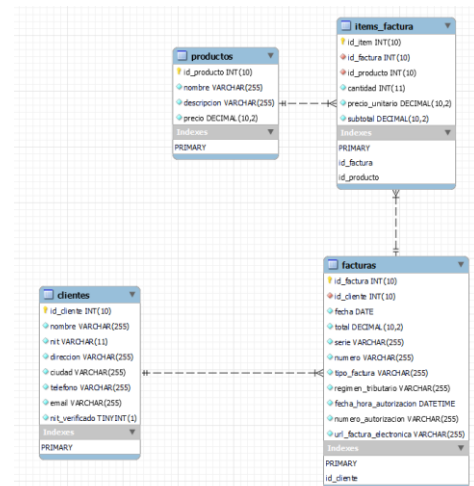 productos
id_producto INT(10)
nombre VARCHAR(255)
descripcion VARCHAR(255)
precio DECIMAL(10,2)
Indexes
PRIMARY
items_factura
id_item INT(10)
id_factura INT(10)
id_producto INT(10)
cantidad INT(11)
precio_unitario DECIMAL(10,2)
subtotal DECIMAL(10,2)
Indexes
PRIMARY
id_factura
id_producto
clientes
id_cliente INT(10)
nombre VARCHAR(255)
nit VARCHAR(11)
direccion VARCHAR(255)
ciudad VARCHAR(255)
telefono VARCHAR(255)
email VARCHAR(255)
nit_verificado TINYINT(1)
Indexes
PRIMARY
facturas
id_factura INT(10)
id_cliente INT(10)
fecha DATE
total DECIMAL(10,2)
serie VARCHAR(255)
numero VARCHAR(255)
tipo_factura VARCHAR(255)
regimen_tributario VARCHAR(255)
fecha_hora_autorizacion DATETIME
numero_autorizacion VARCHAR(255)
url_factura_electronica VARCHAR(255)
Indexes
PRIMARY
id_cliente